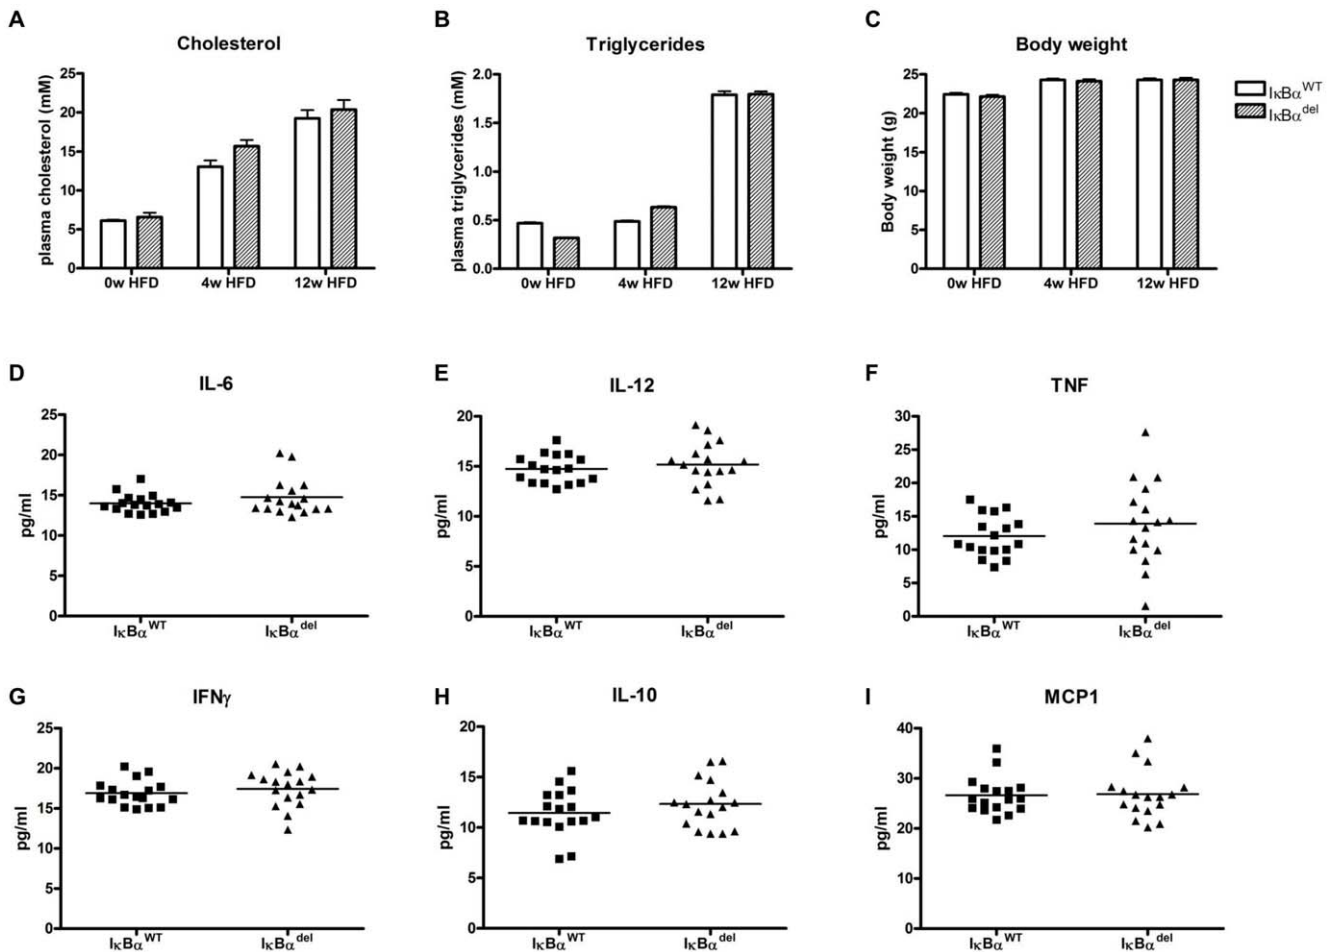 A
Cholesterol
plasma cholesterol (mM)
25
20
15
10
5
0
0w HFD 4w HFD 12w HFD
B
Triglycerides
plasma triglycerides (mM)
2.0
1.5
1.0
0.5
0.0
0w HFD 4w HFD 12w HFD
C
Body weight
Body weight (g)
25
20
15
10
5
0
0w HFD 4w HFD 12w HFD
IκBα^WT
IκBα^del
D
IL-6
pg/ml
25
20
15
10
5
0
IκBα^WT IκBα^del
E
IL-12
pg/ml
20
15
10
5
0
IκBα^WT IκBα^del
F
TNF
pg/ml
30
25
20
15
10
5
0
IκBα^WT IκBα^del
G
IFNγ
pg/ml
25
20
15
10
5
0
IκBα^WT IκBα^del
H
IL-10
pg/ml
20
15
10
5
0
IκBα^WT IκBα^del
I
MCP1
pg/ml
40
30
20
10
0
IκBα^WT IκBα^del